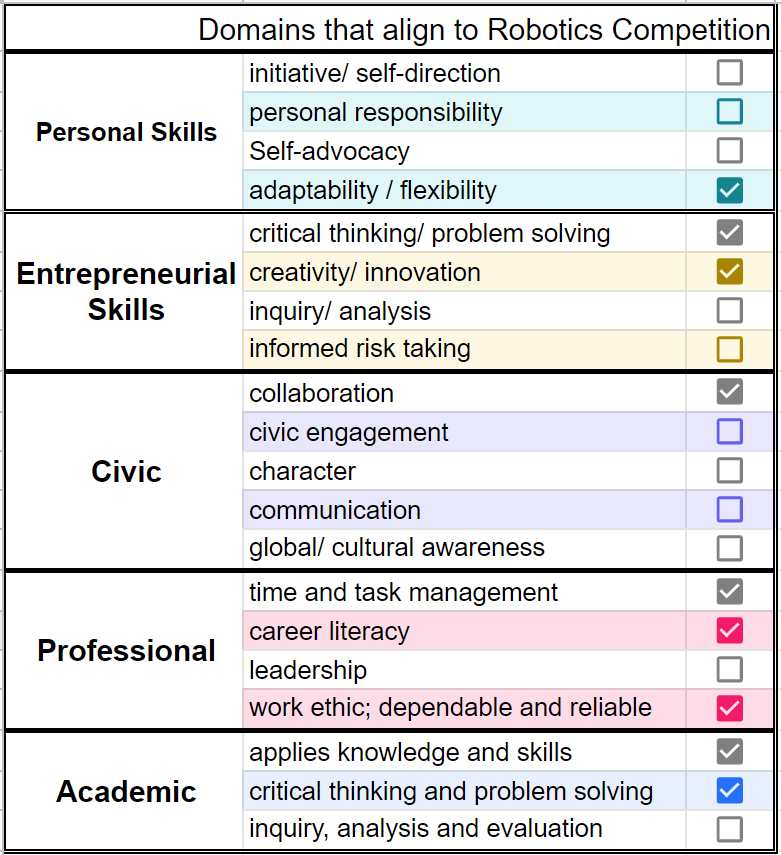 Domains that align to Robotics Competition
Personal Skills
initiative/ self-direction
personal responsibility
Self-advocacy
adaptability / flexibility
Entrepreneurial
Skills
critical thinking/ problem solving
creativity/ innovation
inquiry/ analysis
informed risk taking
Civic
collaboration
civic engagement
character
communication
global/ cultural awareness
Professional
time and task management
career literacy
leadership
work ethic; dependable and reliable
Academic
applies knowledge and skills
critical thinking and problem solving
inquiry, analysis and evaluation